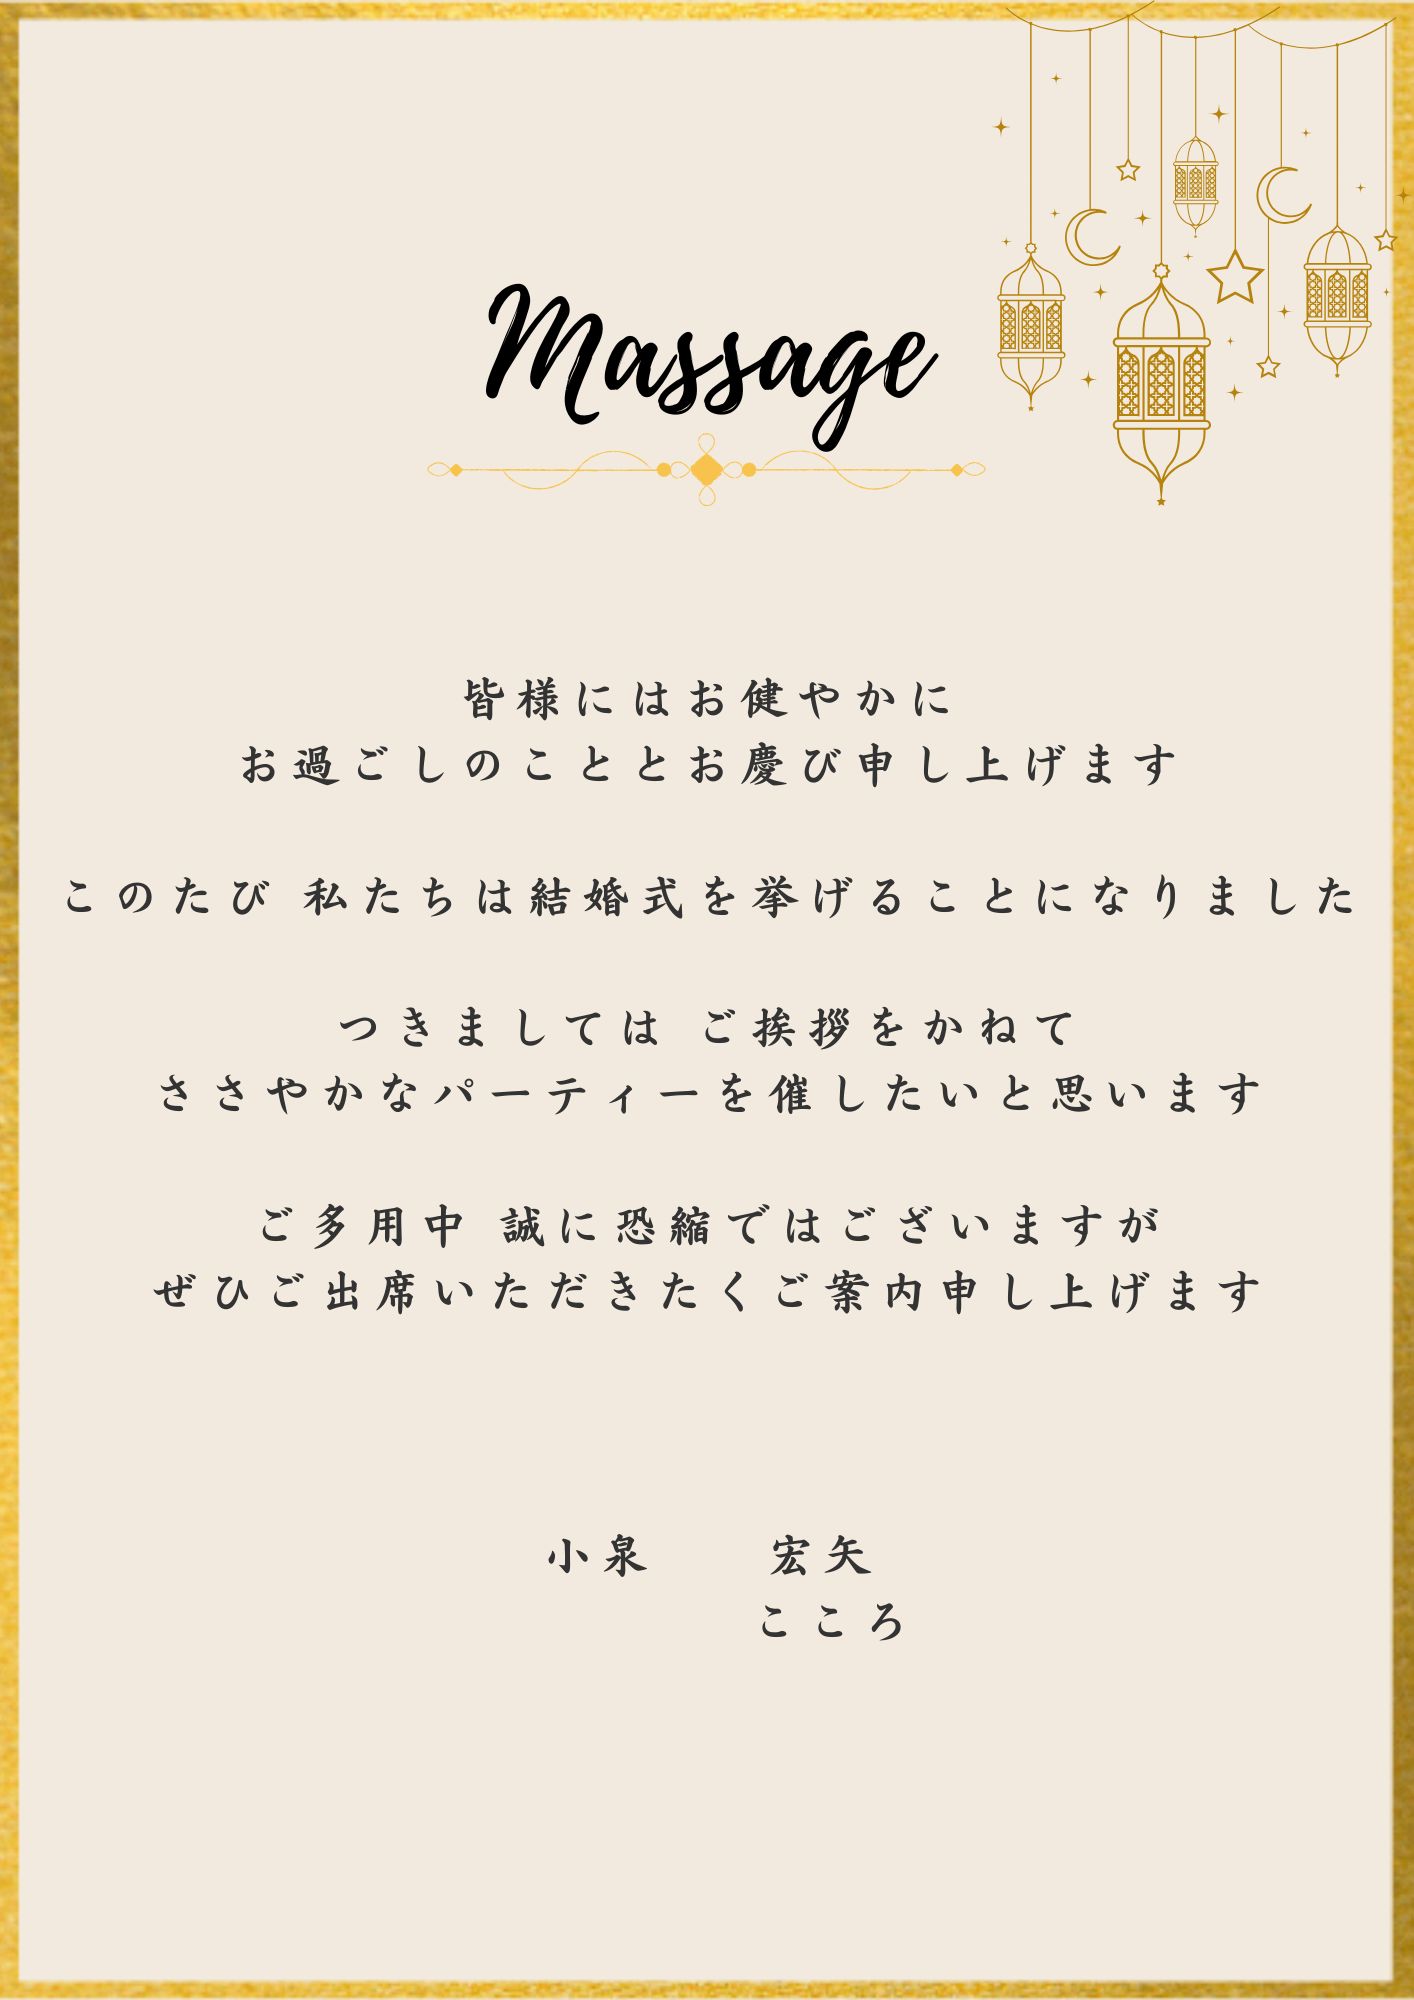 Massage
皆様にはお健やかに
お過ごしのこととお慶び申し上げます
このたび 私たちは結婚式を挙げることになりました
つきましては ご挨拶をかねて
ささやかなパーティーを催したいと思います
ご多用中 誠に恐縮ではございますが
ぜひご出席いただきたくご案内申し上げます
小泉 宏矢
こころ